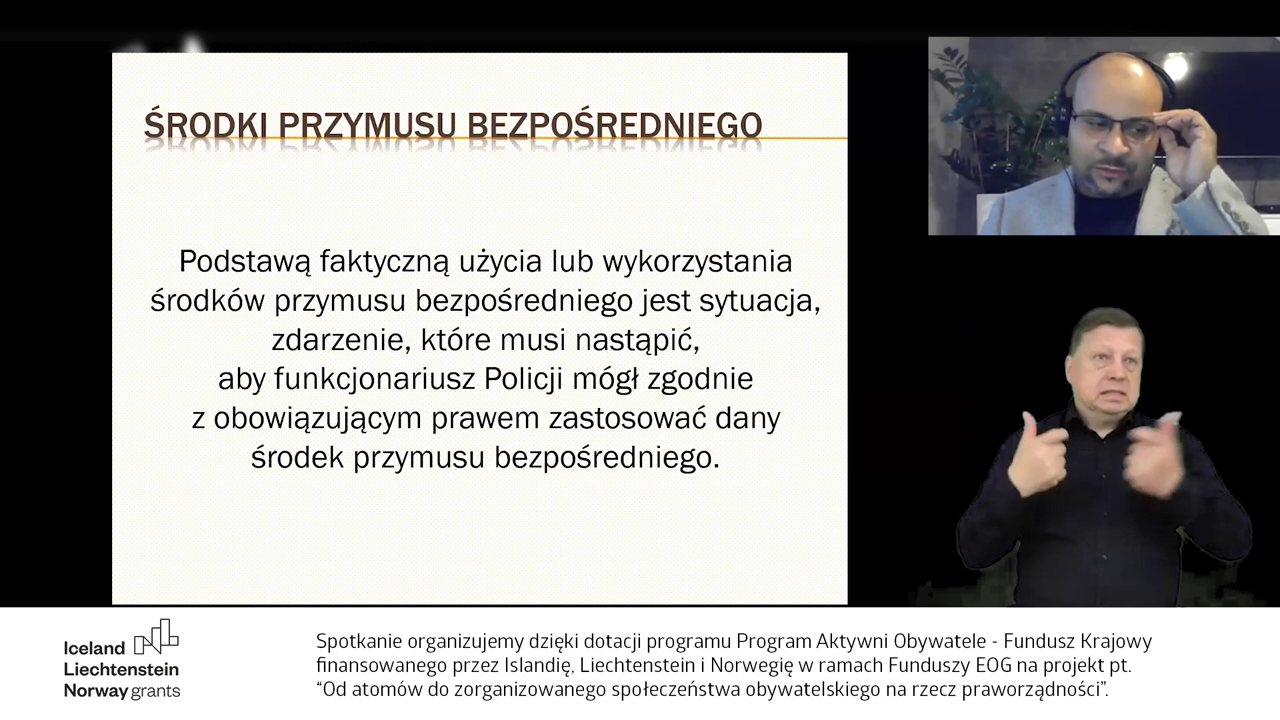 ŚRODKI PRZYMUSU BEZPOŚREDNIEGO
Podstawą faktyczną użycia lub wykorzystania
środków przymusu bezpośredniego jest sytuacja,
zdarzenie, które musi nastąpić,
aby funkcjonariusz Policji mógł zgodnie
z obowiązującym prawem zastosować dany
środek przymusu bezpośredniego.
Iceland
Liechtenstein
Norway grants
Spotkanie organizujemy dzięki dotacji programu Program Aktywni Obywatele - Fundusz Krajowy
finansowanego przez Islandię, Liechtenstein i Norwegię w ramach Funduszy EOG na projekt pt.
“Od atomów do zorganizowanego społeczeństwa obywatelskiego na rzecz praworządności”.